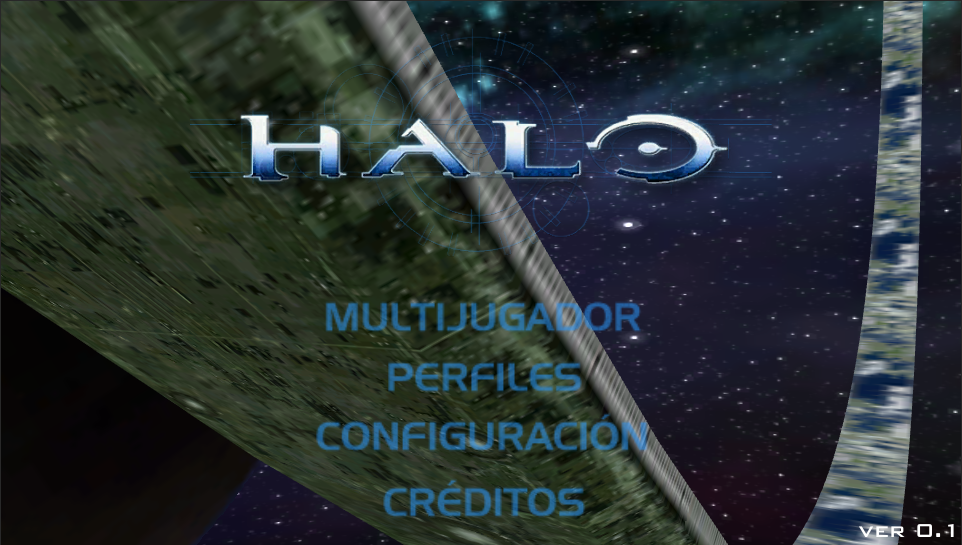 HALO
MULTIJUGADOR
PERFILES
CONFIGURACIÓN
CRÉDITOS
VER 0.1